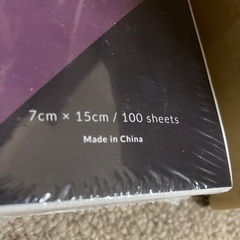 7cm × 15cm / 100 sheets
Made in China